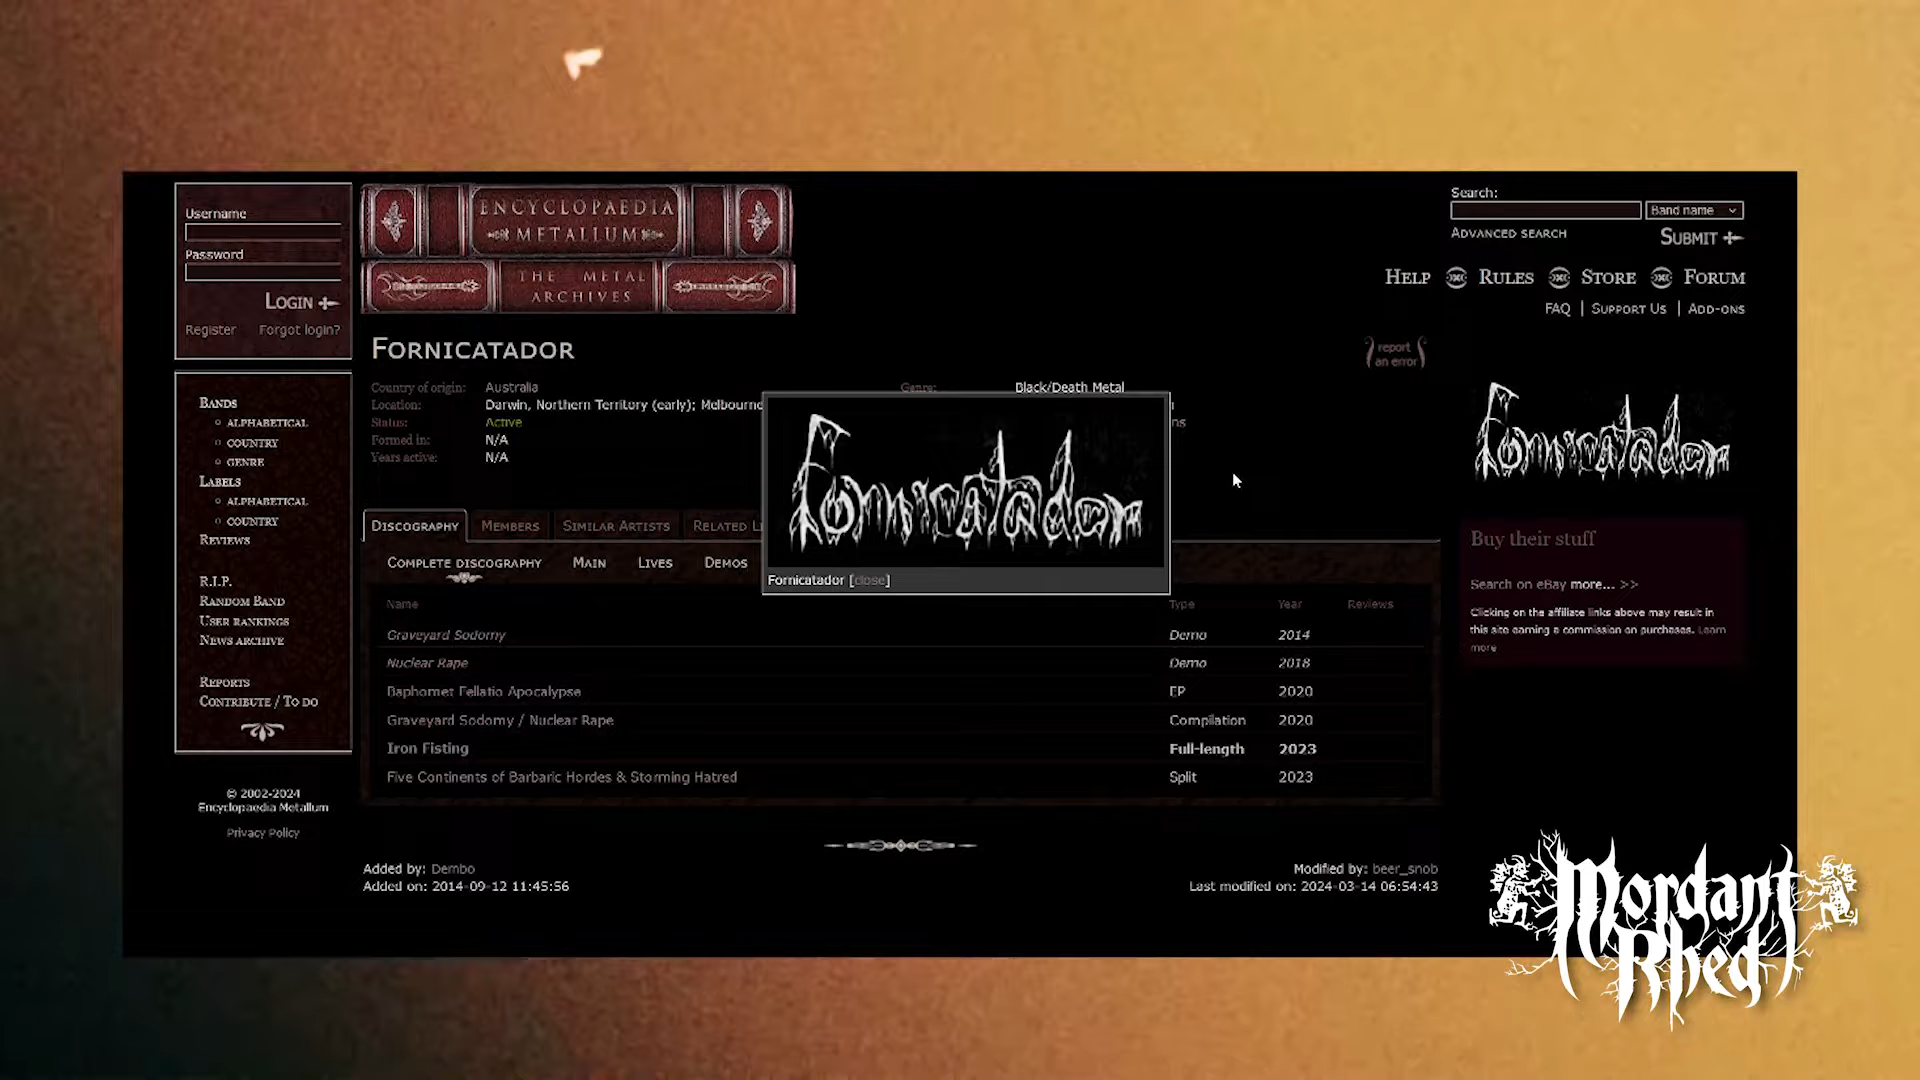 Username
Password
LOGIN
Register Forgot login?
ENCYCLOPAEDIA
METALLUM
THE METAL
ARCHIVES
Search:
Band name
ADVANCED SEARCH
SUBMIT
HELP RULES STORE FORUM
FAQ | SUPPORT US | ADD-ONS
BANDS
ALPHABETICAL
COUNTRY
GENRE
LABELS
ALPHABETICAL
COUNTRY
REVIEWS
R.I.P.
RANDOM BAND
USER RANKINGS
NEWS ARCHIVE
REPORTS
CONTRIBUTE / TO DO
© 2002-2024
Encyclopaedia Metallum
Privacy Policy
FORNICATADOR
report
an error
Country of origin: Australia
Location: Darwin, Northern Territory (early); Melbourne
Status: Active
Formed in: N/A
Years active: N/A
Genre: Black/Death Metal
Fornicatador
Fornicatador [close]
Fornicatador
DISCOGRAPHY MEMBERS SIMILAR ARTISTS RELATED
COMPLETE DISCOGRAPHY MAIN LIVES DEMOS
Name Type Year Reviews
Graveyard Sodomy Demo 2014
Nuclear Rape Demo 2018
Baphomet Fellatio Apocalypse EP 2020
Graveyard Sodomy / Nuclear Rape Compilation 2020
Iron Fisting Full-length 2023
Five Continents of Barbaric Hordes & Storming Hatred Split 2023
Buy their stuff
Search on eBay more... >>
Clicking on the affiliate links above may result in
this site earning a commission on purchases. Learn
more
Added by: Dembo
Added on: 2014-09-12 11:45:56
Modified by: beer_snob
Last modified on: 2024-03-14 06:54:43
Mordant
Rhed